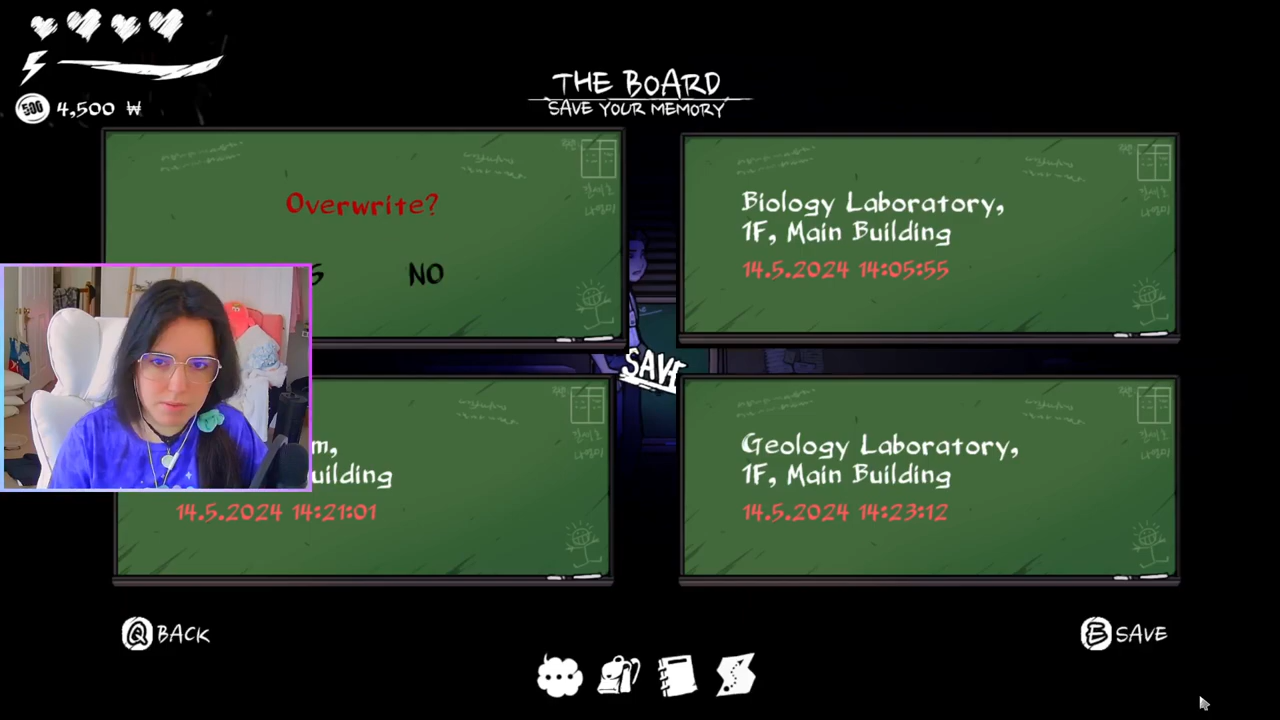 500 4,500 ₩
THE BOARD
SAVE YOUR MEMORY
Overwrite?
NO
Biology Laboratory,
1F, Main Building
14.5.2024 14:05:55
SAVE
14.5.2024 14:21:01
Geology Laboratory,
1F, Main Building
14.5.2024 14:23:12
Q BACK
E SAVE